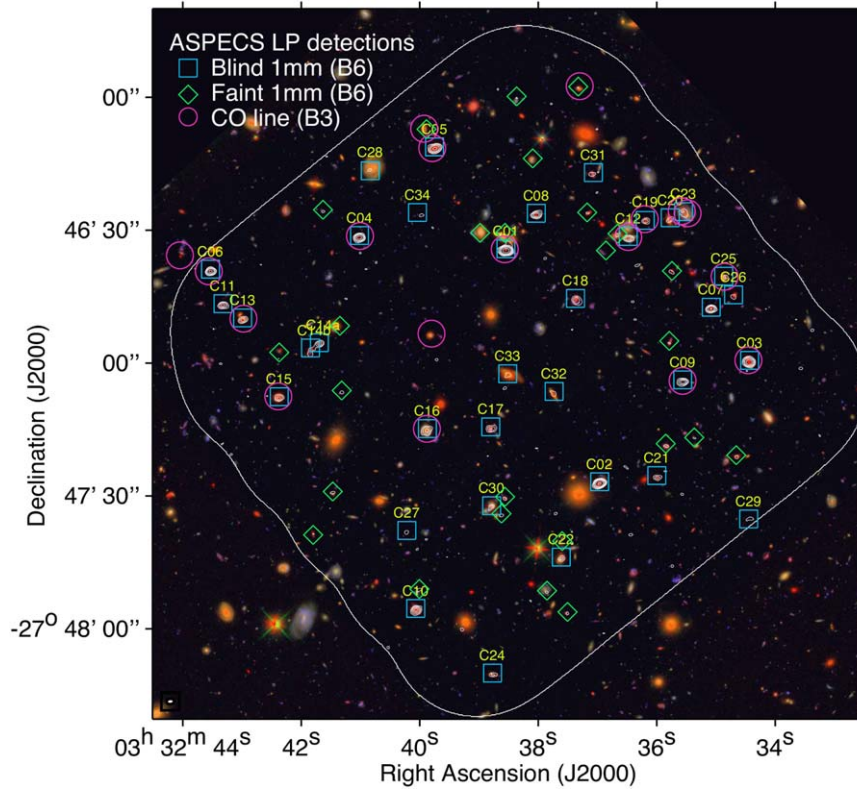 ASPECS LP detections
Blind 1mm (B6)
Faint 1mm (B6)
CO line (B3)
00"
46' 30"
00"
47' 30"
-27° 48' 00"
Declination (J2000)
03h 32m 44s 42s 40s 38s 36s 34s
Right Ascension (J2000)
C05
C28
C31
C34
C08
C19
C20
C23
C04
C01
C12
C06
C25
C26
C11
C13
C18
C07
C14a
C14b
C03
C33
C09
C32
C15
C16
C17
C02
C21
C30
C27
C29
C22
C10
C24